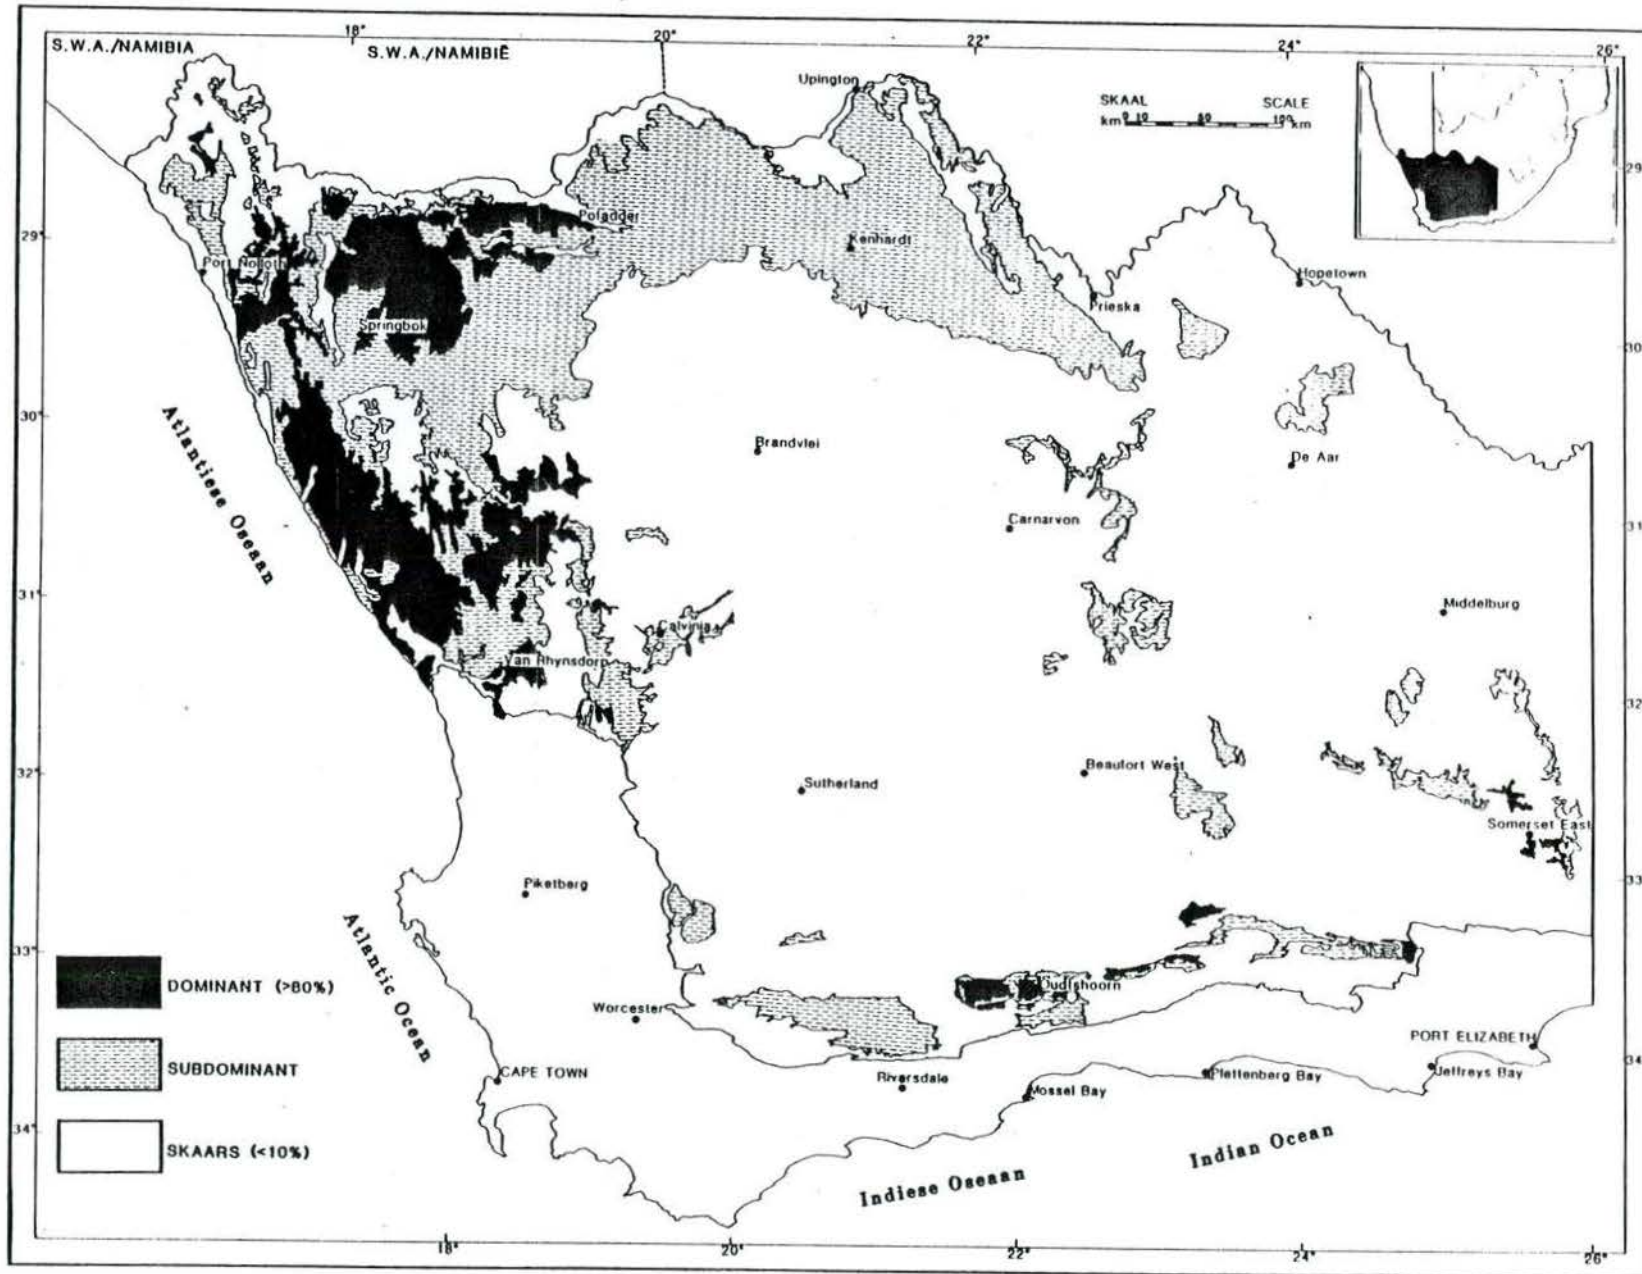 18° 20° 22° 24° 26°
S.W.A./NAMIBIA S.W.A./NAMIBIË
Upington
SKAAL SCALE
km 0 10 50 100 km
29
Pofadder
29° Kenhardt
Port Nolloth
Hopetown
Prieska
Springbok
30
30°
Brandvlei
De Aar
Atlantiese Oseaan
Carnarvon
31
31°
Middelburg
Calvinia
Van Rhynsdorp
32
32°
Beaufort West
Sutherland
Somerset East
33
Piketberg
Atlantic Ocean
33°
DOMINANT (>80%)
Oudtshoorn
Worcester
PORT ELIZABETH
34
SUBDOMINANT
CAPE TOWN
Riversdale
Mossel Bay
Plettenberg Bay
Jeffreys Bay
34°
SKAARS (<10%)
Indian Ocean
Indiese Oseaan
18° 20° 22° 24° 26°